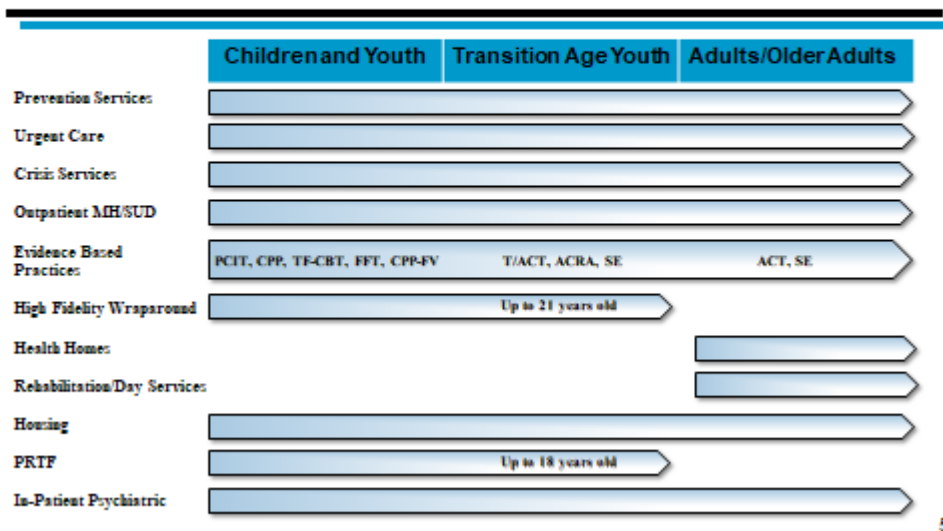 Children and Youth
Transition Age Youth
Adults/Older Adults
Prevention Services
Urgent Care
Crisis Services
Outpatient MH/SUD
Evidence Based
Practices
PCIT, CPP, TF-CBT, FFT, CPP-FV
T/ACT, ACRA, SE
ACT, SE
High Fidelity Wraparound
Up to 21 years old
Health Homes
Rehabilitation/Day Services
Housing
PRTF
Up to 18 years old
In-Patient Psychiatric